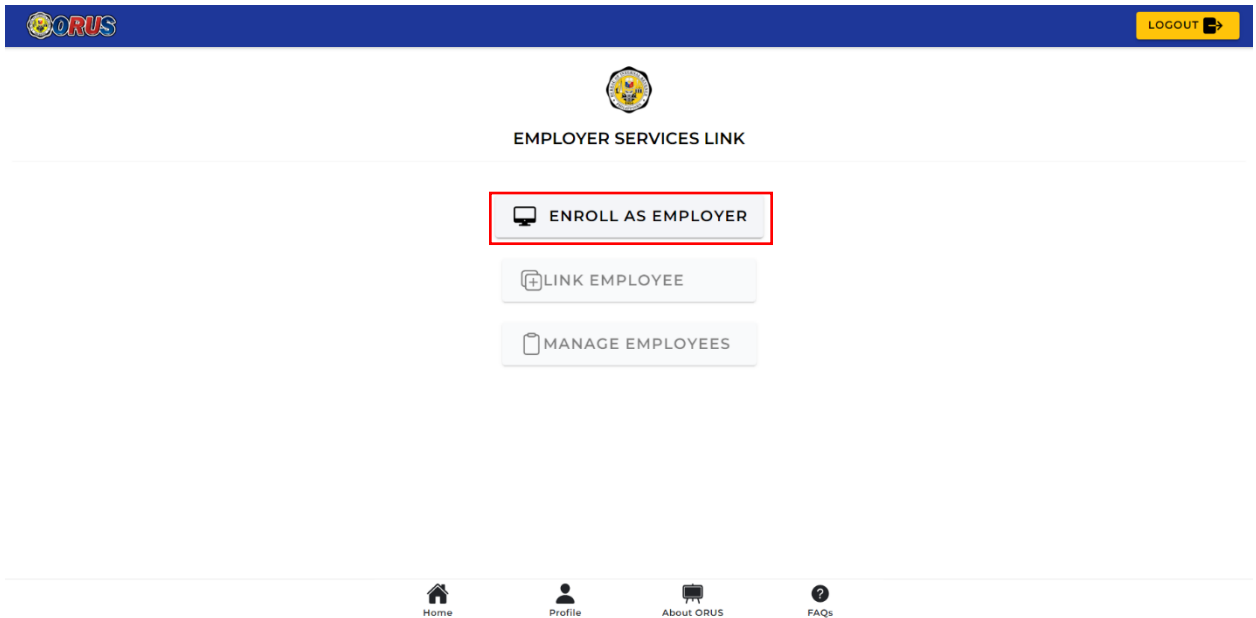 ORUS
LOGOUT
EMPLOYER SERVICES LINK
ENROLL AS EMPLOYER
LINK EMPLOYEE
MANAGE EMPLOYEES
Home Profile About ORUS FAQs